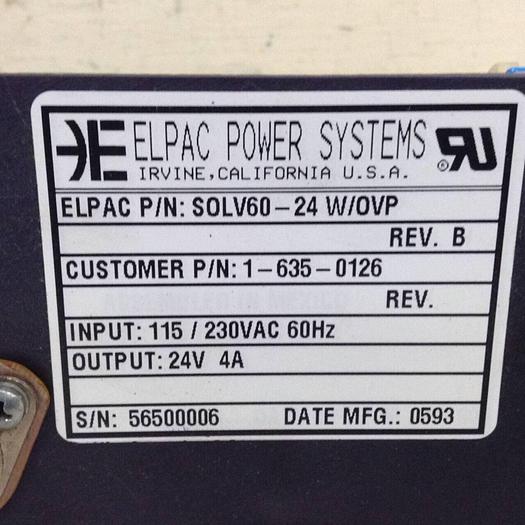 ELPAC POWER SYSTEMS
IRVINE, CALIFORNIA U.S.A.
ELPAC P/N: SOLV60-24 W/OVP
REV. B
CUSTOMER P/N: 1-635-0126
REV.
INPUT: 115 / 230VAC 60Hz
OUTPUT: 24V 4A
S/N: 56500006 DATE MFG.: 0593